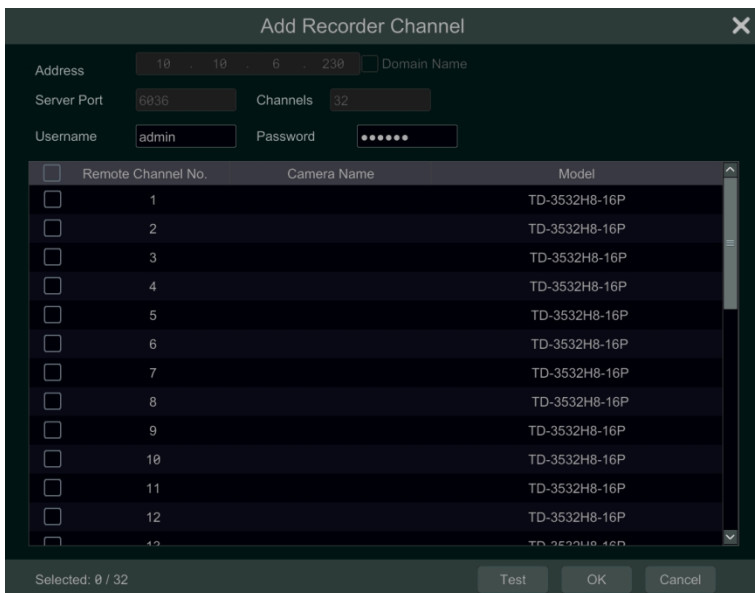 Add Recorder Channel
Address 10 . 10 . 6 . 230 Domain Name
Server Port 6036 Channels 32
Username admin Password ●●●●●●
Remote Channel No. Camera Name Model
1 TD-3532H8-16P
2 TD-3532H8-16P
3 TD-3532H8-16P
4 TD-3532H8-16P
5 TD-3532H8-16P
6 TD-3532H8-16P
7 TD-3532H8-16P
8 TD-3532H8-16P
9 TD-3532H8-16P
10 TD-3532H8-16P
11 TD-3532H8-16P
12 TD-3532H8-16P
13 TD-3532H8-16P
Selected: 0 / 32 Test OK Cancel